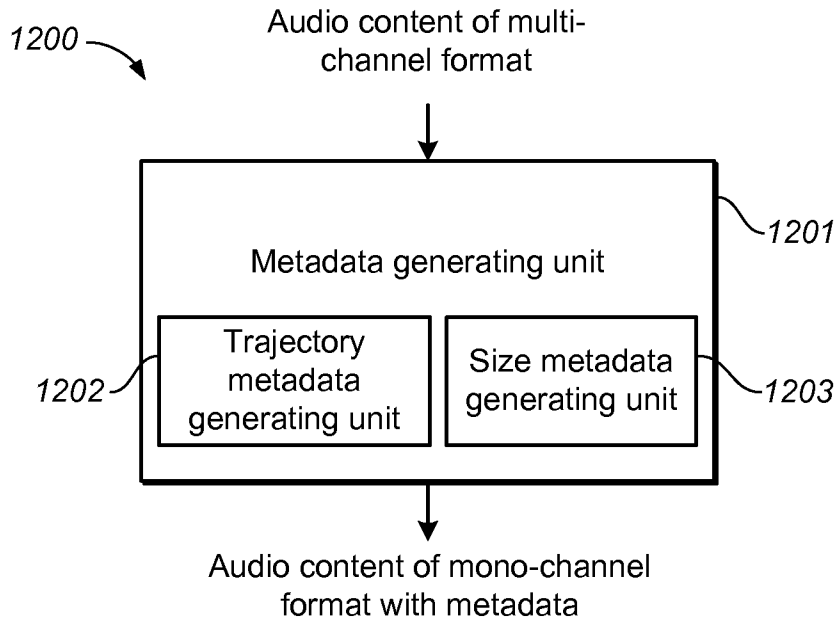 1200
Audio content of multi-
channel format
1201
Metadata generating unit
Trajectory
metadata
generating unit
Size metadata
generating unit
1202
1203
Audio content of mono-channel
format with metadata